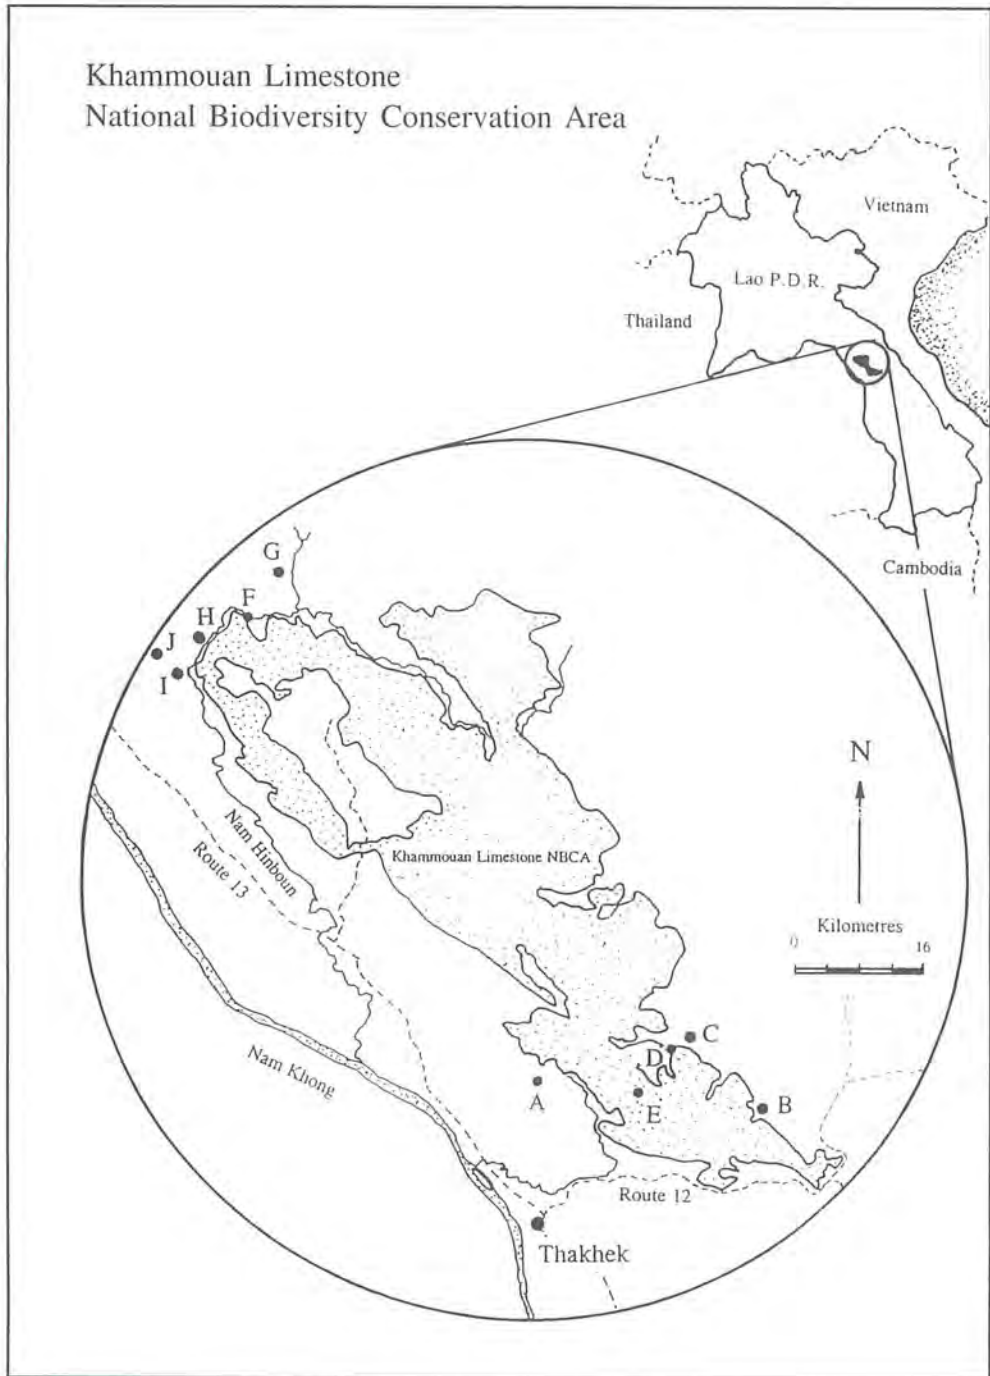 Khammouan Limestone
National Biodiversity Conservation Area
Vietnam
Lao P.D.R.
Thailand
Cambodia
G
F
H
J
I
N
Nam Hinboun
Route 13
Khammouan Limestone NBCA
Kilometres
0 16
C
D
Nam Khong
A
E
B
Route 12
Thakhek